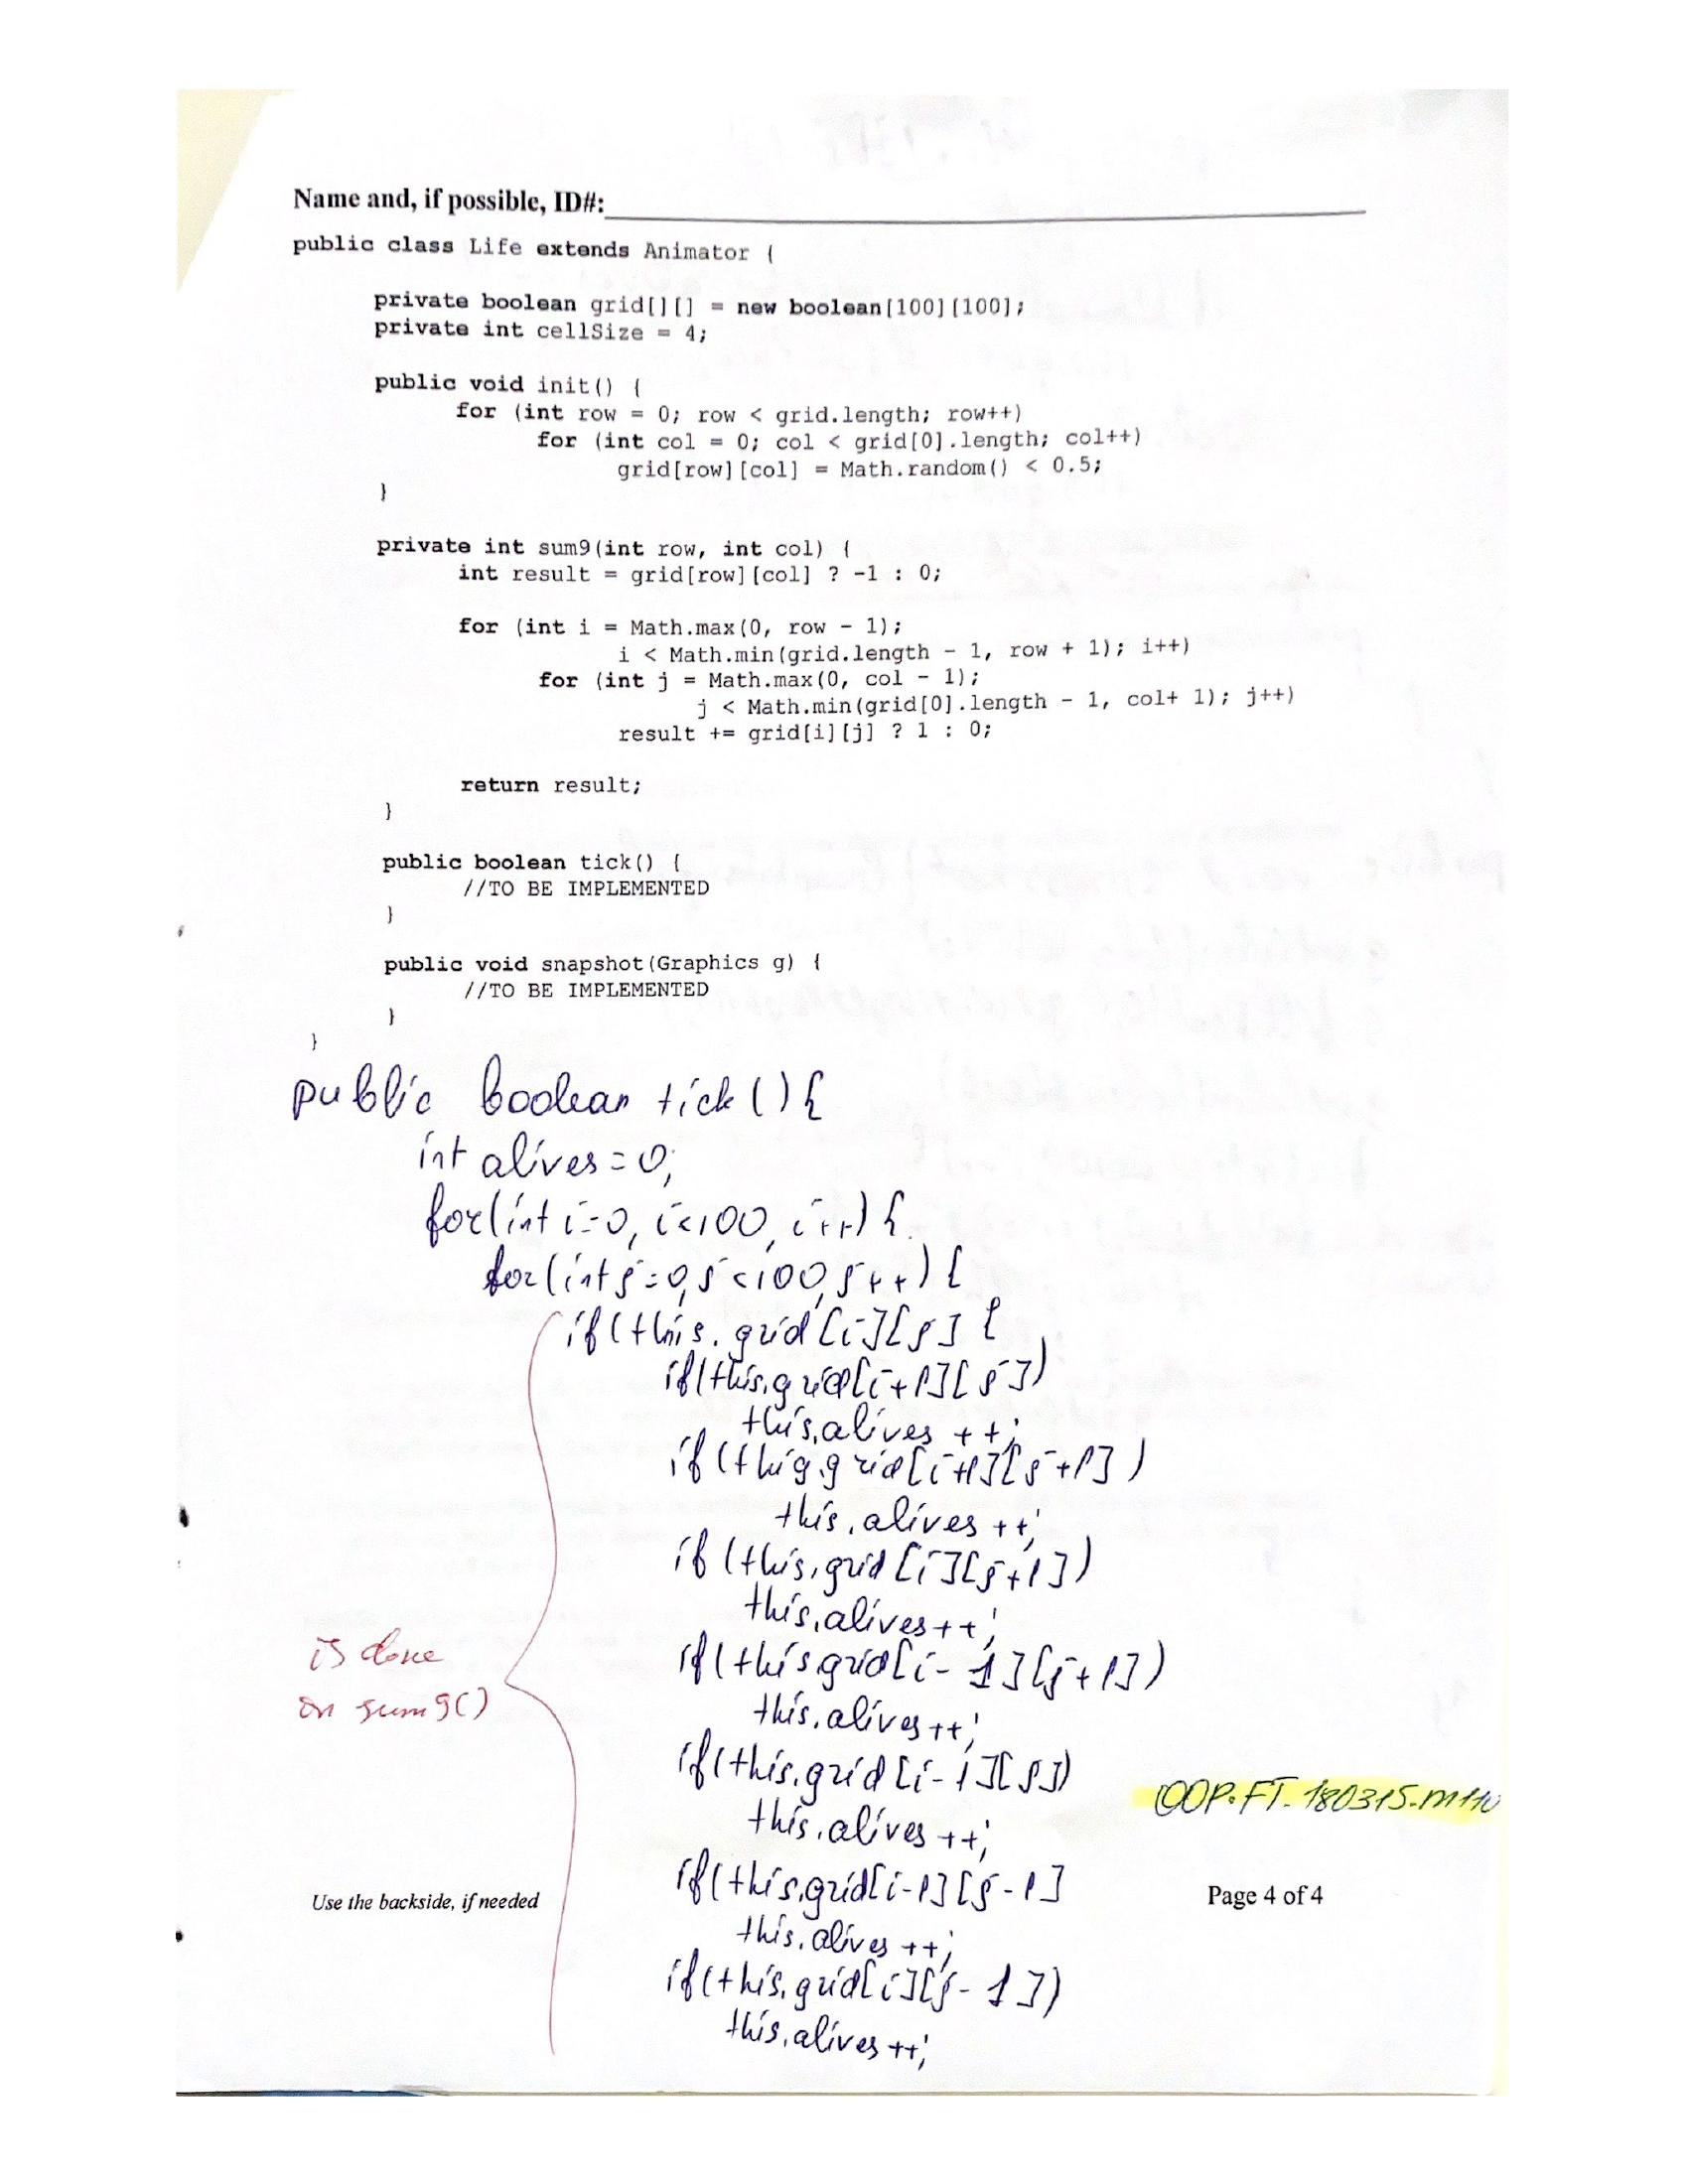 Name and, if possible, ID#:
public class Life extends Animator {
private boolean grid[][] = new boolean[100][100];
private int cellSize = 4;
public void init() {
for (int row = 0; row < grid.length; row++)
for (int col = 0; col < grid[0].length; col++)
grid[row][col] = Math.random() < 0.5;
}
private int sum9(int row, int col) {
int result = grid[row][col] ? -1 : 0;
for (int i = Math.max(0, row - 1);
i < Math.min(grid.length - 1, row + 1); i++)
for (int j = Math.max(0, col - 1);
j < Math.min(grid[0].length - 1, col+ 1); j++)
result += grid[i][j] ? 1 : 0;
return result;
}
public boolean tick() {
//TO BE IMPLEMENTED
}
public void snapshot(Graphics g) {
//TO BE IMPLEMENTED
}
}
public boolean tick(){
int alives=0;
for(int i=0, i<100, i++){
for(int j=0, j<100, j++){
if(this.grid[i][j] {
if(this.grid[i+1][j])
this.alives++;
if(this.grid[i+1][j+1])
this.alives++;
if(this.grid[i][j+1])
this.alives++;
if(this.grid[i-1][j+1])
this.alives++;
is done
on sum9()
if(this.grid[i-1][j])
this.alives++;
OOP.FT.180315.M110
if(this.grid[i-1][j-1]
Use the backside, if needed
Page 4 of 4
this.alives++;
if(this.grid[i][j-1])
this.alives++;